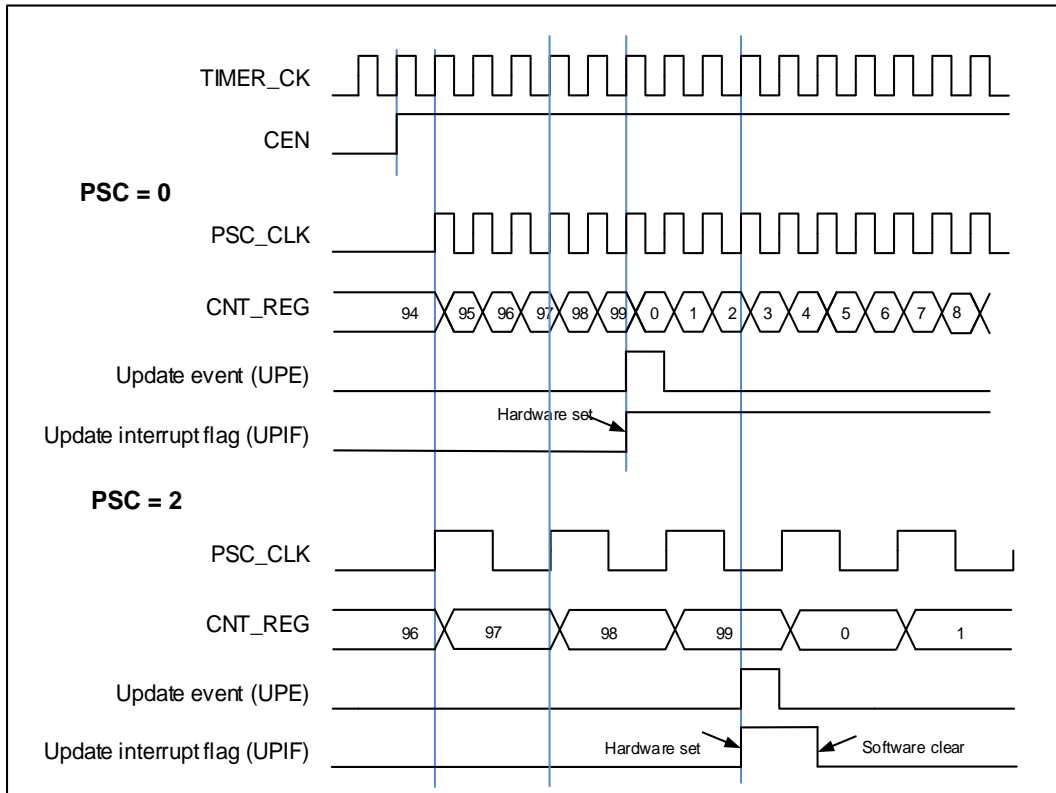 TIMER_CK
CEN
PSC = 0
PSC_CLK
CNT_REG 94 95 96 97 98 99 0 1 2 3 4 5 6 7 8
Update event (UPE)
Hardware set
Update interrupt flag (UPIF)
PSC = 2
PSC_CLK
CNT_REG 96 97 98 99 0 1
Update event (UPE)
Update interrupt flag (UPIF) Hardware set Software clear